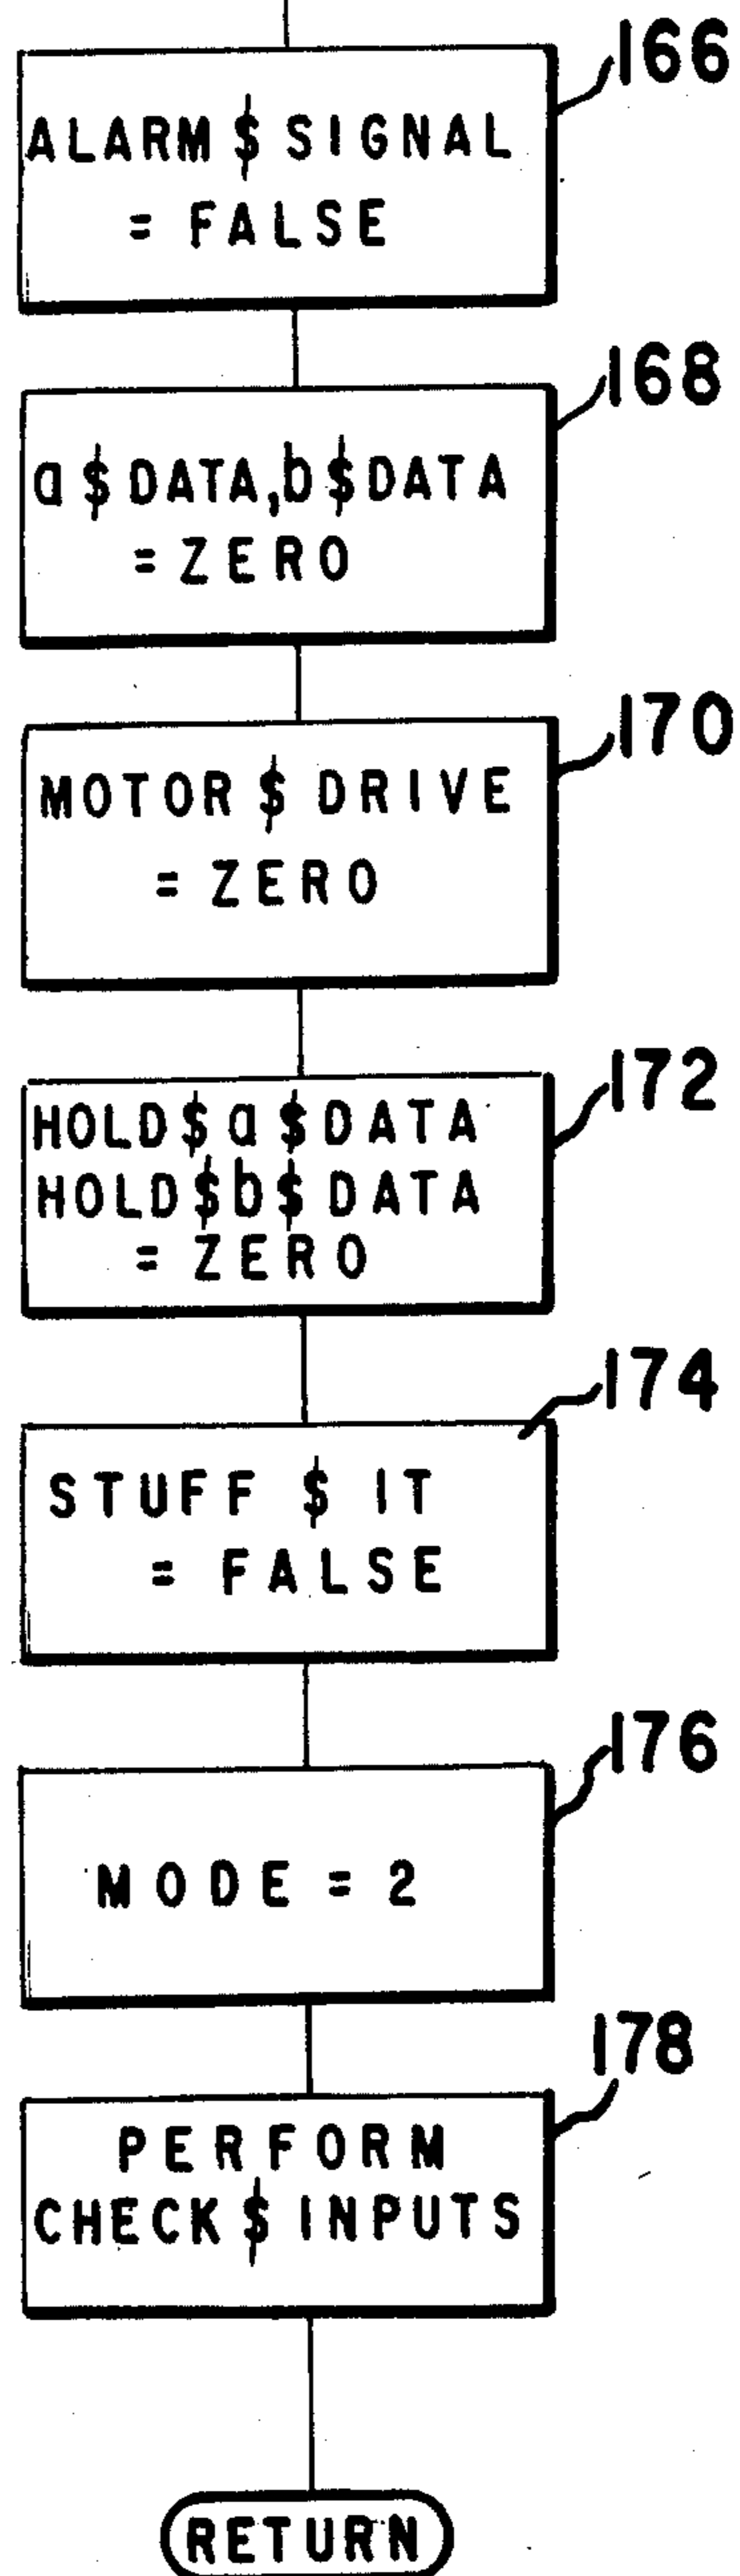 166
ALARM $ SIGNAL
= FALSE
168
a $ DATA, b $ DATA
= ZERO
170
MOTOR $ DRIVE
= ZERO
172
HOLD $ a $ DATA
HOLD $ b $ DATA
= ZERO
174
STUFF $ IT
= FALSE
176
MODE = 2
178
PERFORM
CHECK $ INPUTS
RETURN